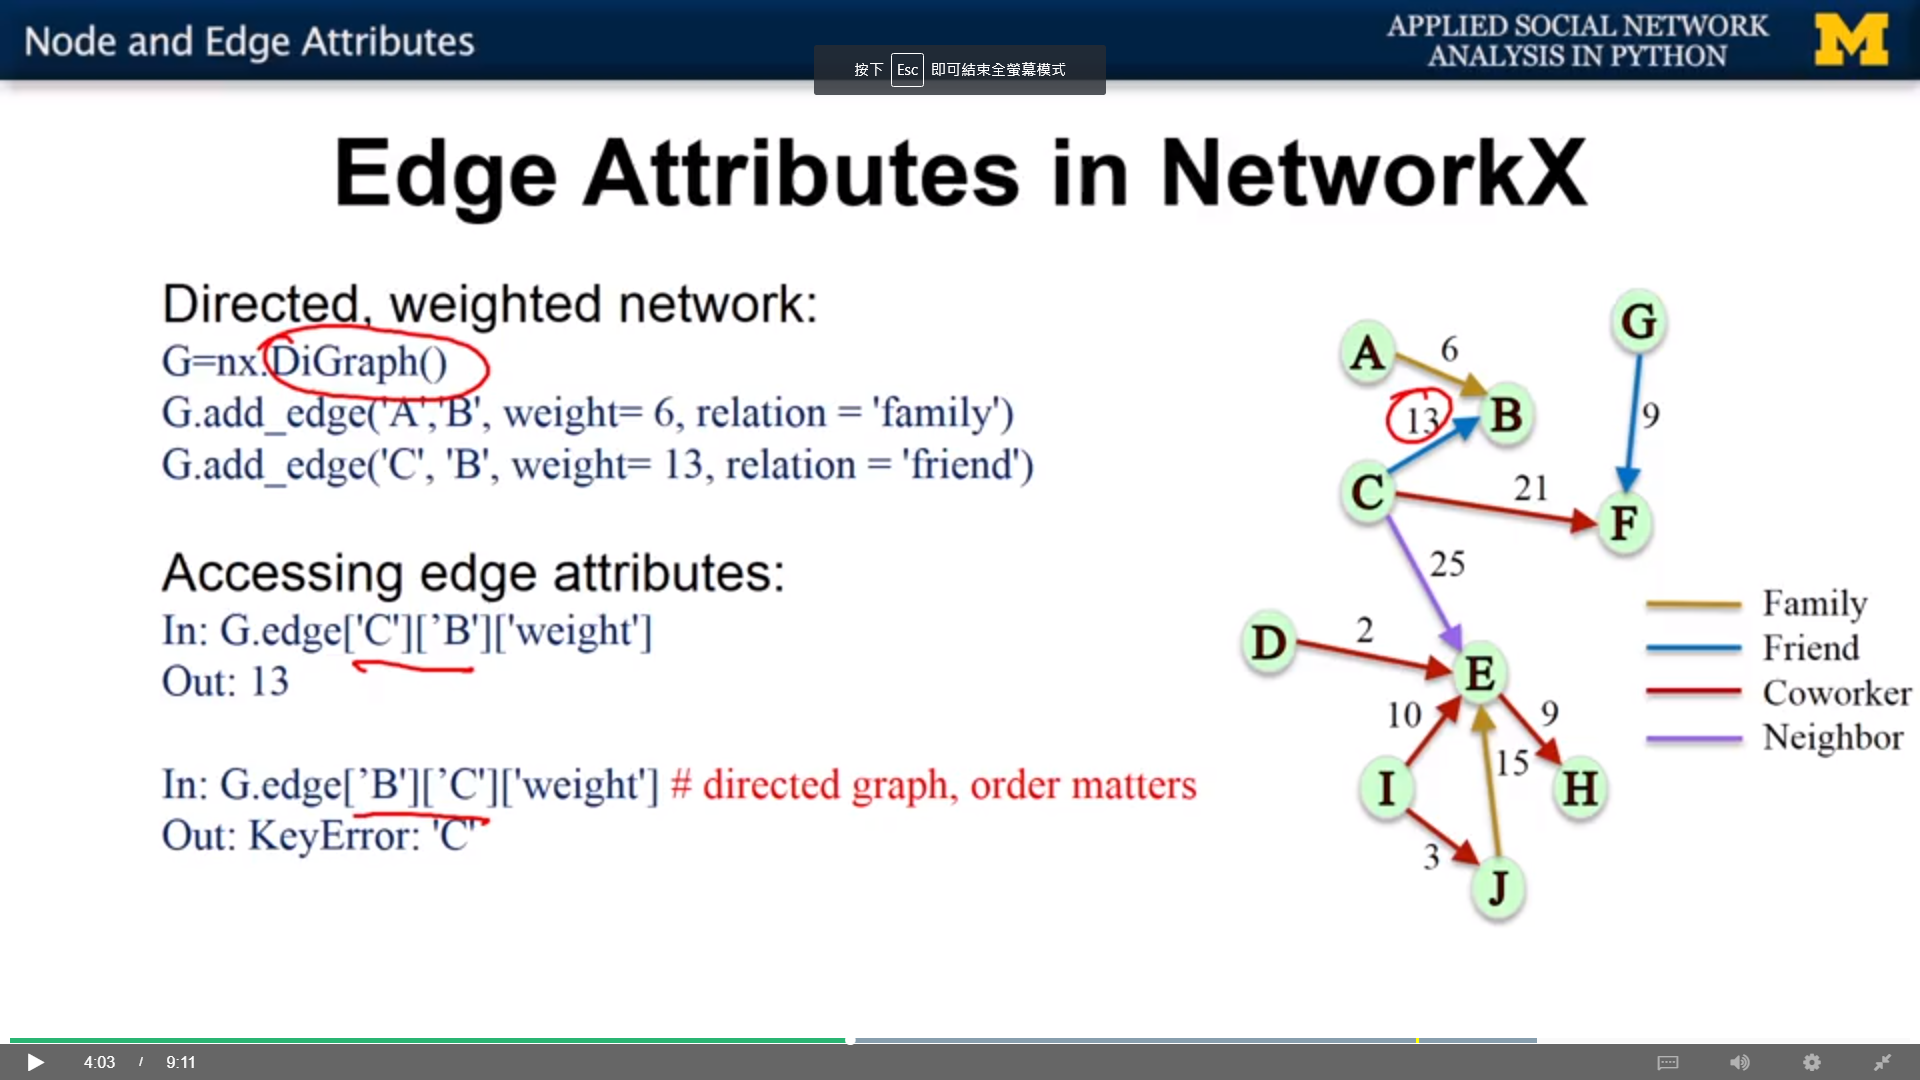 Node and Edge Attributes
APPLIED SOCIAL NETWORK
ANALYSIS IN PYTHON
M
按下 Esc 即可結束全螢幕模式
Edge Attributes in NetworkX
Directed, weighted network:
G=nx.DiGraph()
G.add_edge('A','B', weight= 6, relation = 'family')
G.add_edge('C', 'B', weight= 13, relation = 'friend')
Accessing edge attributes:
In: G.edge['C'][’B']['weight']
Out: 13
In: G.edge[’B'][’C']['weight'] # directed graph, order matters
Out: KeyError: 'C'
G
A
6
13
B
9
C
21
F
25
D
2
E
10
9
15
I
H
3
J
Family
Friend
Coworker
Neighbor
4:03 / 9:11